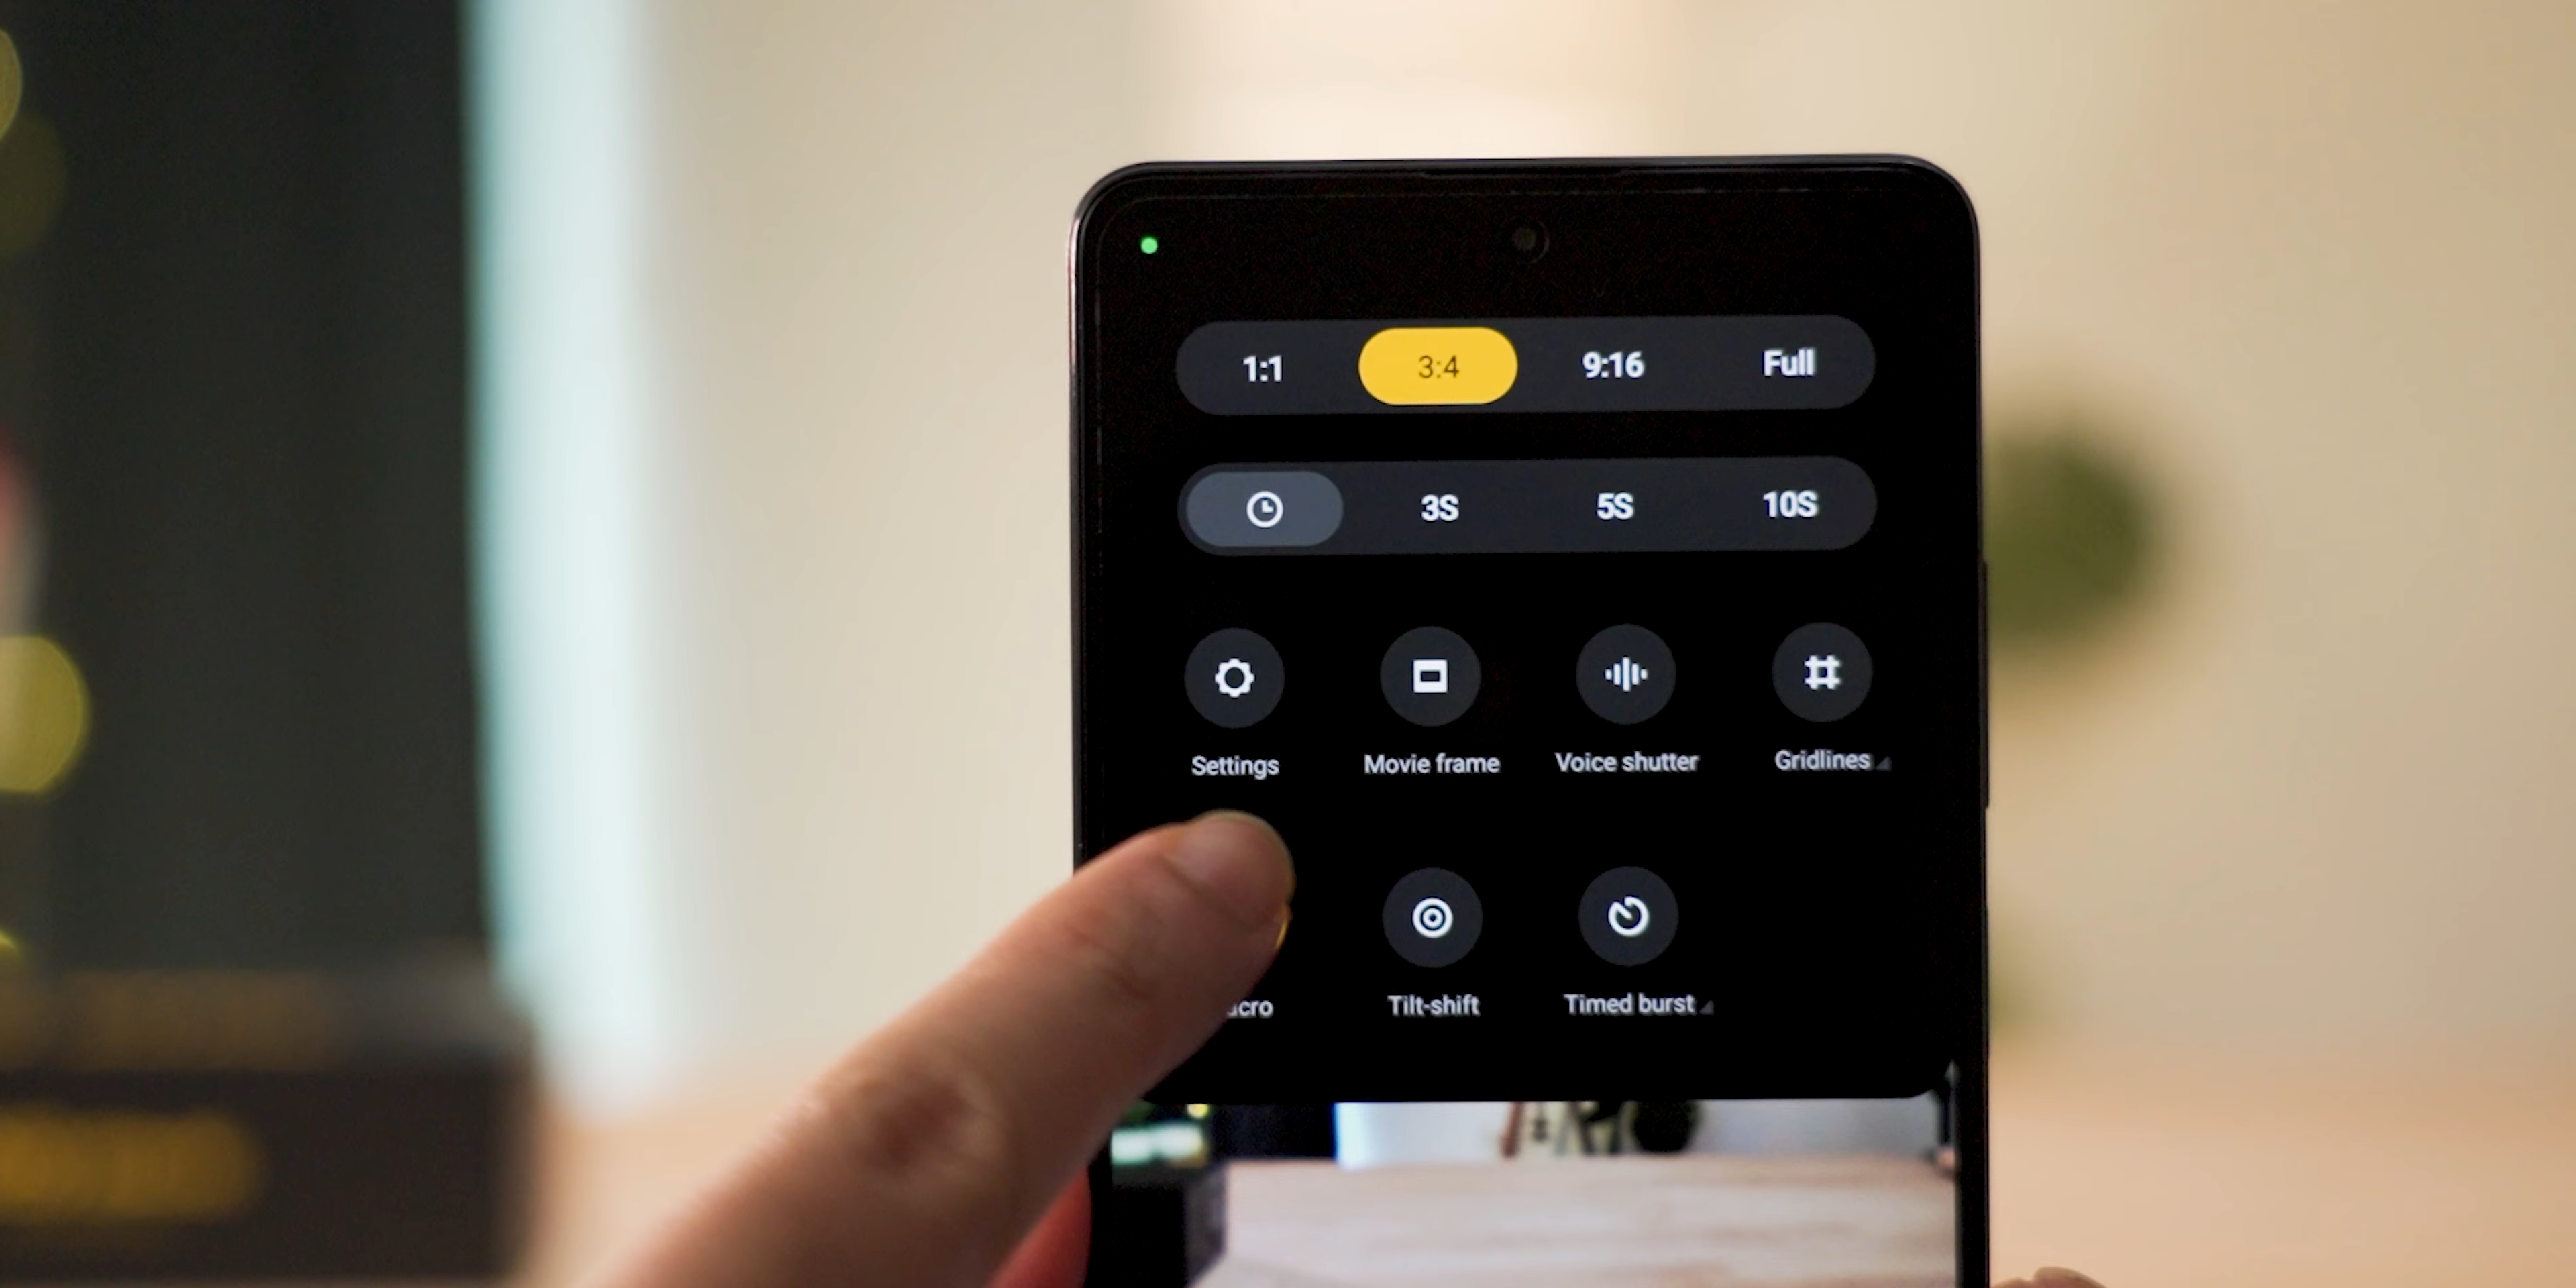 1:1 3:4 9:16 Full
3S 5S 10S
Settings Movie frame Voice shutter Gridlines
Tilt-shift Timed burst